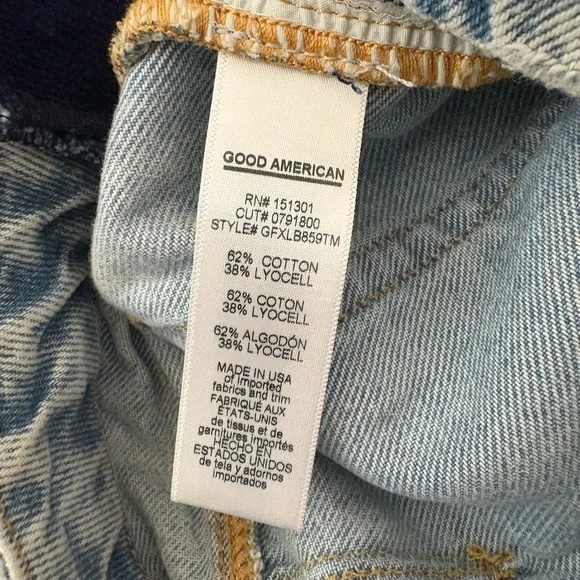 GOOD AMERICAN
RN# 151301
CUT# 0791800
STYLE# GFXLB859TM
62% COTTON
38% LYOCELL
62% COTON
38% LYOCELL
62% ALGODÓN
38% LYOCELL
MADE IN USA
of imported
fabrics and trim
FABRIQUÉ AUX
ÉTATS-UNIS
de tissus et de
garnitures importés
HECHO EN
ESTADOS UNIDOS
de tela y adornos
importados